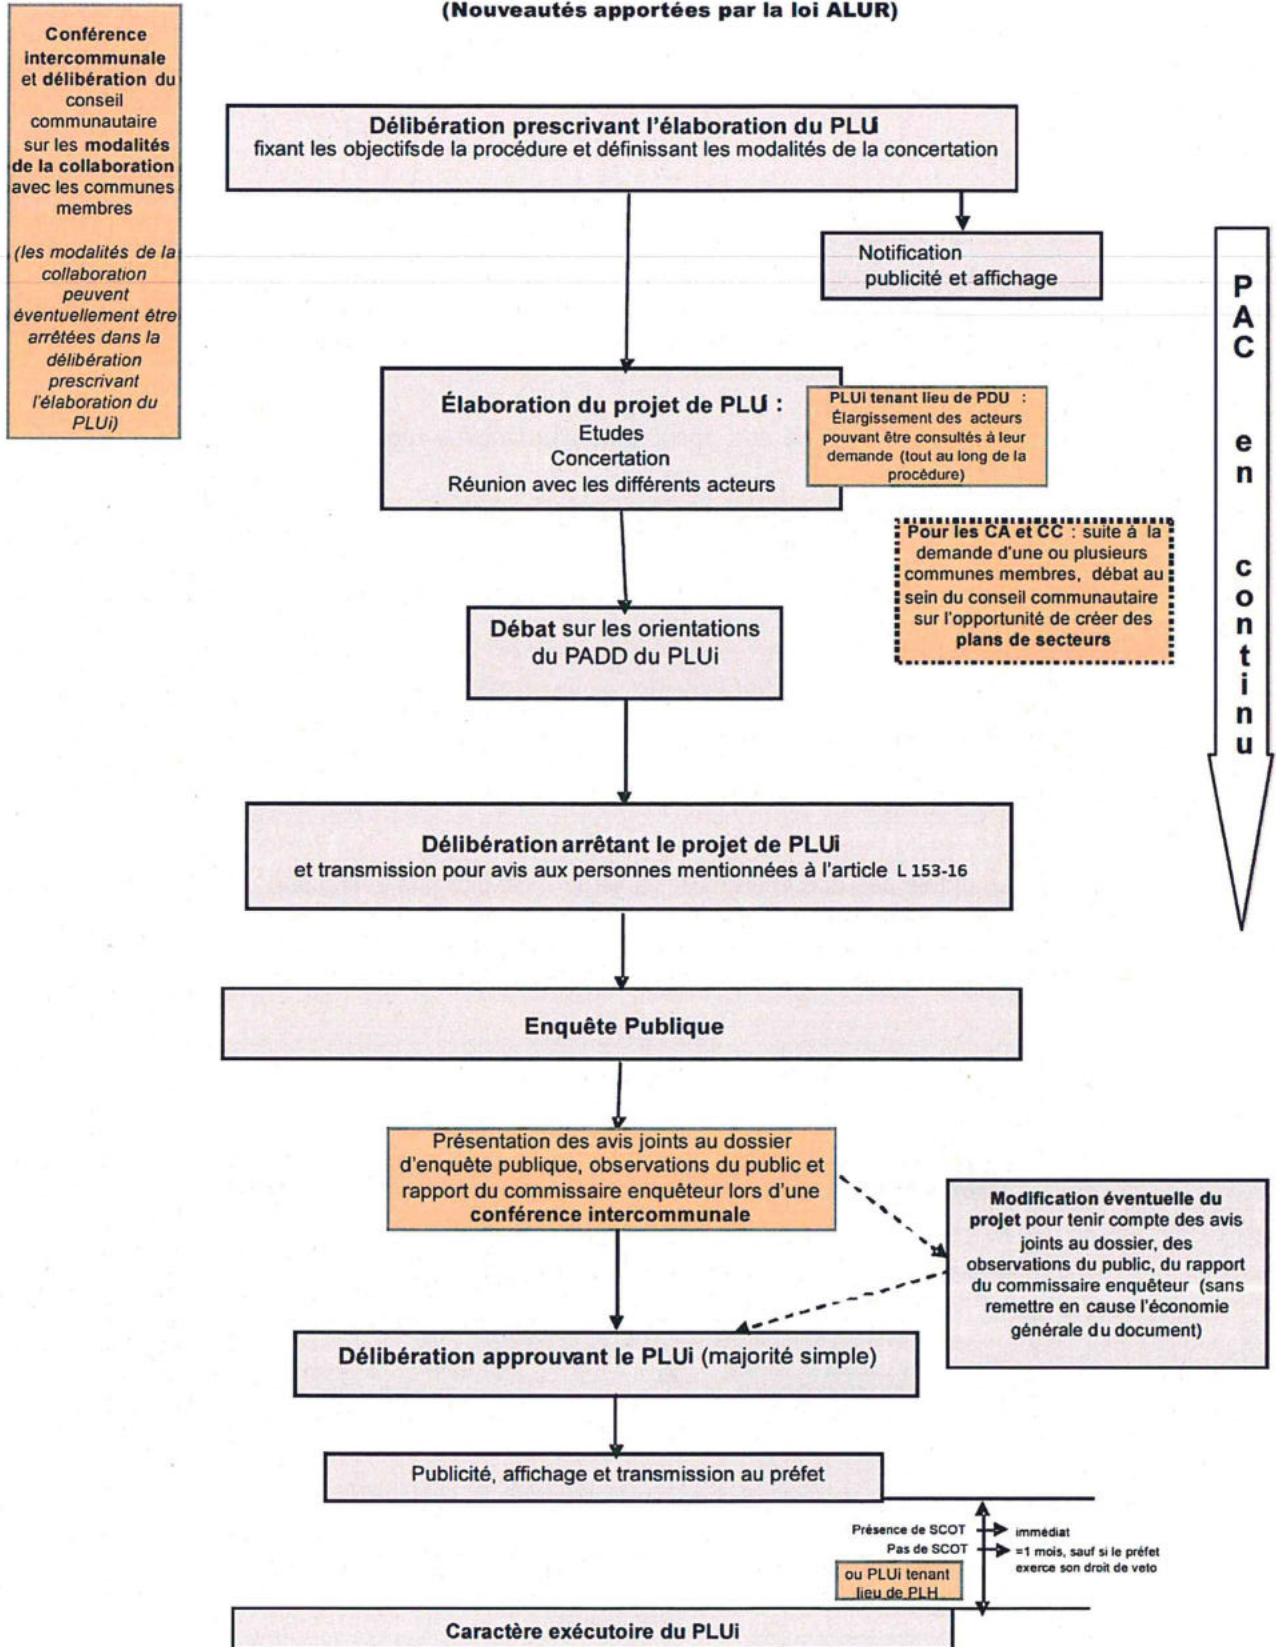 (Nouveautés apportées par la loi ALUR)
Conférence
intercommunale
et délibération du
conseil
communautaire
sur les modalités
de la collaboration
avec les communes
membres
(les modalités de la
collaboration
peuvent
éventuellement être
arrêtées dans la
délibération
prescrivant
l'élaboration du
PLUi)
Délibération prescrivant l'élaboration du PLUi
fixant les objectifsde la procédure et définissant les modalités de la concertation
Notification
publicité et affichage
PAC en continu
Élaboration du projet de PLUi :
Etudes
Concertation
Réunion avec les différents acteurs
PLUi tenant lieu de PDU :
Élargissement des acteurs
pouvant être consultés à leur
demande (tout au long de la
procédure)
Pour les CA et CC : suite à la
demande d'une ou plusieurs
communes membres, débat au
sein du conseil communautaire
sur l'opportunité de créer des
plans de secteurs
Débat sur les orientations
du PADD du PLUi
Délibération arrêtant le projet de PLUi
et transmission pour avis aux personnes mentionnées à l'article L 153-16
Enquête Publique
Présentation des avis joints au dossier
d'enquête publique, observations du public et
rapport du commissaire enquêteur lors d'une
conférence intercommunale
Modification éventuelle du
projet pour tenir compte des avis
joints au dossier, des
observations du public, du rapport
du commissaire enquêteur (sans
remettre en cause l'économie
générale du document)
Délibération approuvant le PLUi (majorité simple)
Publicité, affichage et transmission au préfet
Présence de SCOT
immédiat
Pas de SCOT
=1 mois, sauf si le préfet
exerce son droit de veto
ou PLUi tenant
lieu de PLH
Caractère exécutoire du PLUi